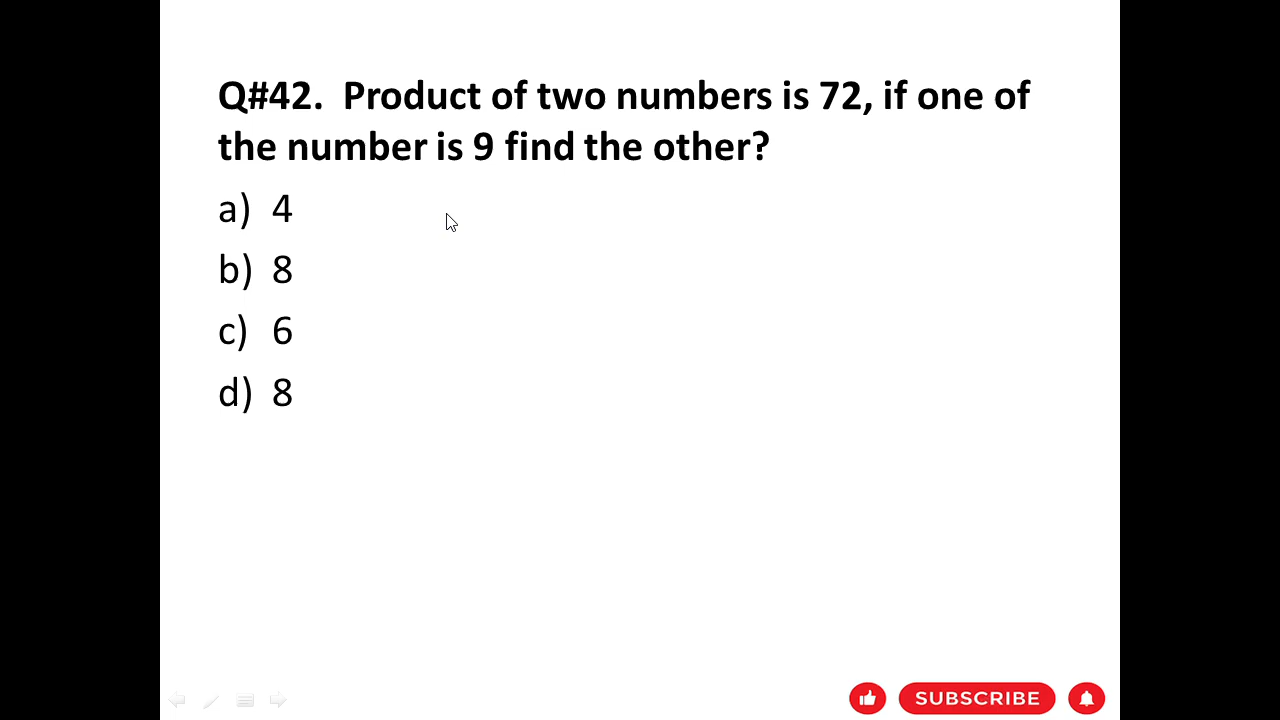 Q#42. Product of two numbers is 72, if one of
the number is 9 find the other?
a) 4
b) 8
c) 6
d) 8
SUBSCRIBE